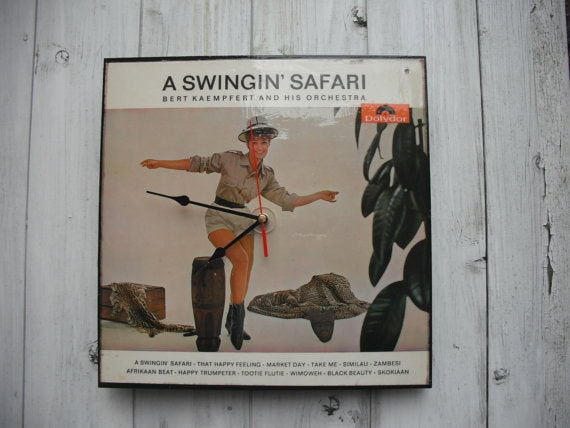 A SWINGIN' SAFARI
BERT KAEMPFERT AND HIS ORCHESTRA
Polydor
A SWINGIN' SAFARI · THAT HAPPY FEELING · MARKET DAY · TAKE ME · SIMILAU · ZAMBESI
AFRIKAAN BEAT · HAPPY TRUMPETER · TOOTIE FLUTIE · WIMOWEH · BLACK BEAUTY · SKOKIAAN